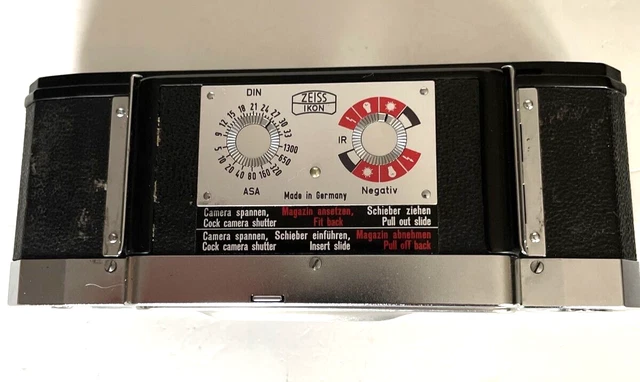 DIN
ZEISS
IKON
9 12 15 18 21 24 27 30 33
IR
5 10 20 40 80 160 320 650 1300
ASA
Made in Germany
Negativ
Camera spannen, Magazin ansetzen, Schieber ziehen
Cock camera shutter Fit back Pull out slide
Camera spannen, Schieber einführen, Magazin abnehmen
Cock camera shutter Insert slide Pull off back